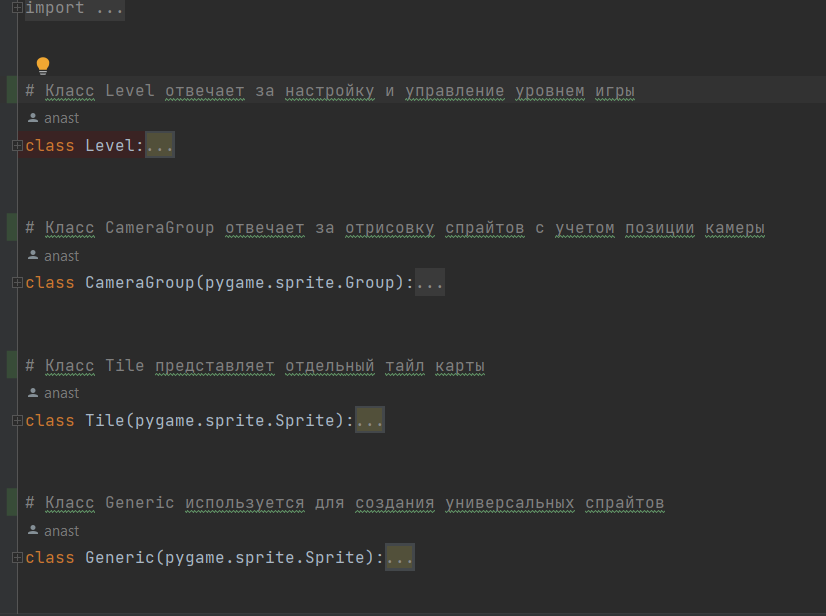 import ...
# Класс Level отвечает за настройку и управление уровнем игры
anast
class Level:...
# Класс CameraGroup отвечает за отрисовку спрайтов с учетом позиции камеры
anast
class CameraGroup(pygame.sprite.Group):...
# Класс Tile представляет отдельный тайл карты
anast
class Tile(pygame.sprite.Sprite):...
# Класс Generic используется для создания универсальных спрайтов
anast
class Generic(pygame.sprite.Sprite):...